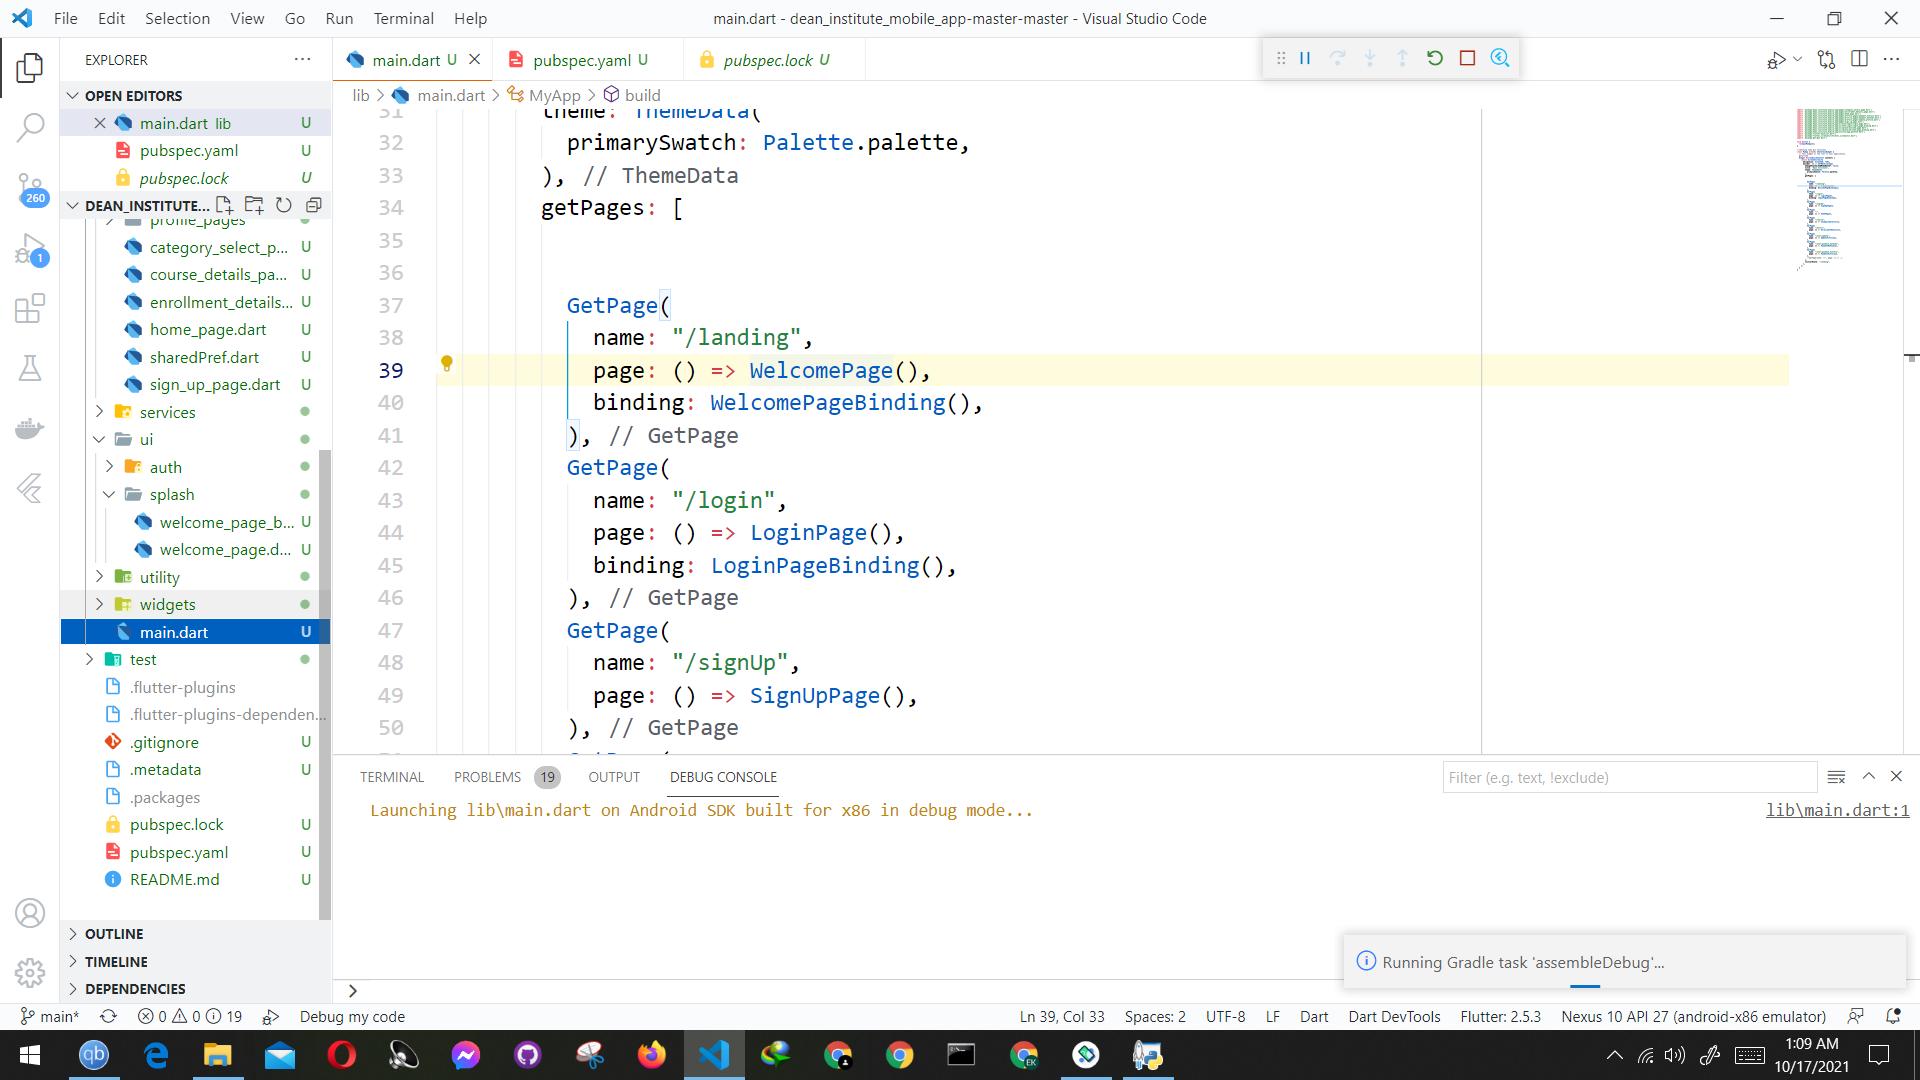 File Edit Selection View Go Run Terminal Help
main.dart - dean_institute_mobile_app-master-master - Visual Studio Code
EXPLORER
OPEN EDITORS
main.dart lib U
pubspec.yaml U
pubspec.lock U
DEAN_INSTITUTE...
profile_pages
category_select_p... U
course_details_pa... U
enrollment_details... U
home_page.dart U
sharedPref.dart U
sign_up_page.dart U
services
ui
auth
splash
welcome_page_b... U
welcome_page.d... U
utility
widgets
main.dart U
test
.flutter-plugins
.flutter-plugins-dependen...
.gitignore U
.metadata U
.packages
pubspec.lock U
pubspec.yaml U
README.md U
OUTLINE
TIMELINE
DEPENDENCIES
260
1
main.dart U
pubspec.yaml U
pubspec.lock U
lib > main.dart > MyApp > build
31 theme: ThemeData(
32 primarySwatch: Palette.palette,
33 ), // ThemeData
34 getPages: [
35
36
37 GetPage(
38 name: "/landing",
39 page: () => WelcomePage(),
40 binding: WelcomePageBinding(),
41 ), // GetPage
42 GetPage(
43 name: "/login",
44 page: () => LoginPage(),
45 binding: LoginPageBinding(),
46 ), // GetPage
47 GetPage(
48 name: "/signUp",
49 page: () => SignUpPage(),
50 ), // GetPage
TERMINAL PROBLEMS 19 OUTPUT DEBUG CONSOLE
Filter (e.g. text, !exclude)
Launching lib\main.dart on Android SDK built for x86 in debug mode...
lib\main.dart:1
Running Gradle task 'assembleDebug'...
main* 0 0 19 Debug my code
Ln 39, Col 33 Spaces: 2 UTF-8 LF Dart Dart DevTools Flutter: 2.5.3 Nexus 10 API 27 (android-x86 emulator)
qb
EK
1:09 AM
10/17/2021